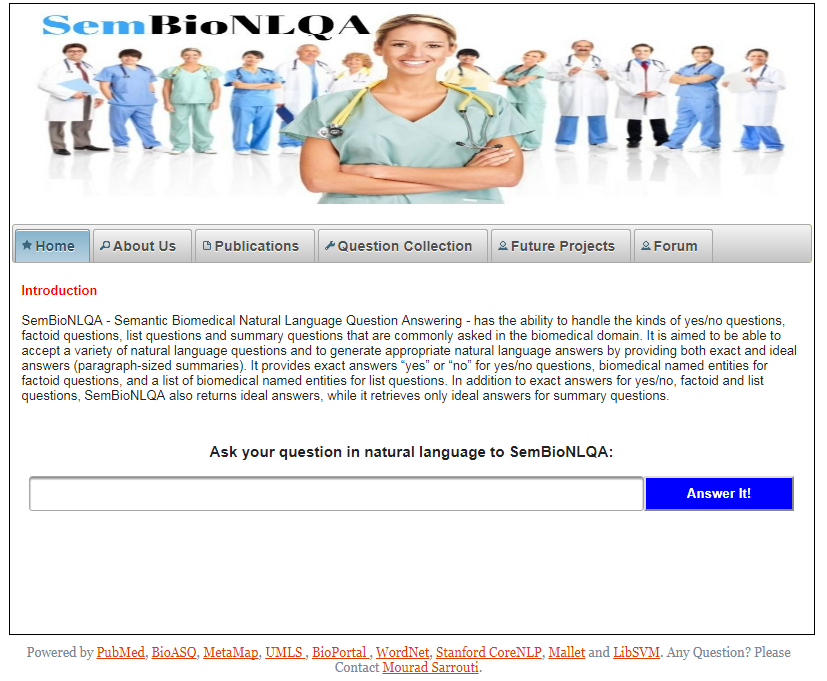 SemBioNLQA
Home About Us Publications Question Collection Future Projects Forum
Introduction
SemBioNLQA - Semantic Biomedical Natural Language Question Answering - has the ability to handle the kinds of yes/no questions,
factoid questions, list questions and summary questions that are commonly asked in the biomedical domain. It is aimed to be able to
accept a variety of natural language questions and to generate appropriate natural language answers by providing both exact and ideal
answers (paragraph-sized summaries). It provides exact answers “yes” or “no” for yes/no questions, biomedical named entities for
factoid questions, and a list of biomedical named entities for list questions. In addition to exact answers for yes/no, factoid and list
questions, SemBioNLQA also returns ideal answers, while it retrieves only ideal answers for summary questions.
Ask your question in natural language to SemBioNLQA:
Answer It!
Powered by PubMed, BioASQ, MetaMap, UMLS , BioPortal , WordNet, Stanford CoreNLP, Mallet and LibSVM. Any Question? Please
Contact Mourad Sarrouti.